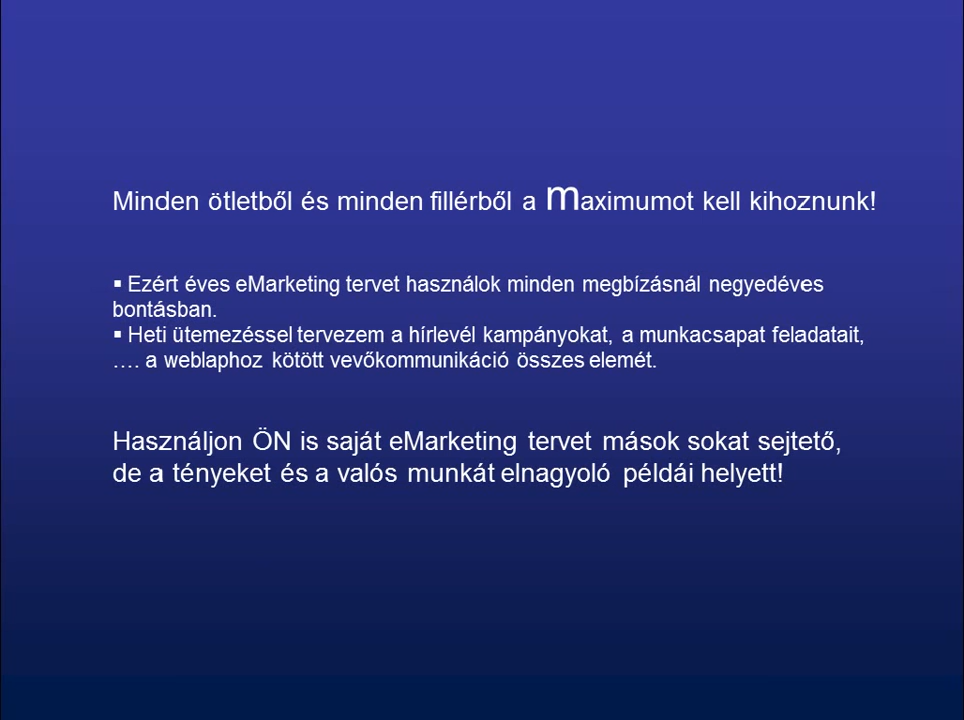 Minden ötletből és minden fillérből a maximumot kell kihoznunk!
▪ Ezért éves eMarketing tervet használok minden megbízásnál negyedéves
bontásban.
▪ Heti ütemezéssel tervezem a hírlevél kampányokat, a munkacsapat feladatait,
…. a weblaphoz kötött vevőkommunikáció összes elemét.
Használjon ÖN is saját eMarketing tervet mások sokat sejtető,
de a tényeket és a valós munkát elnagyoló példái helyett!